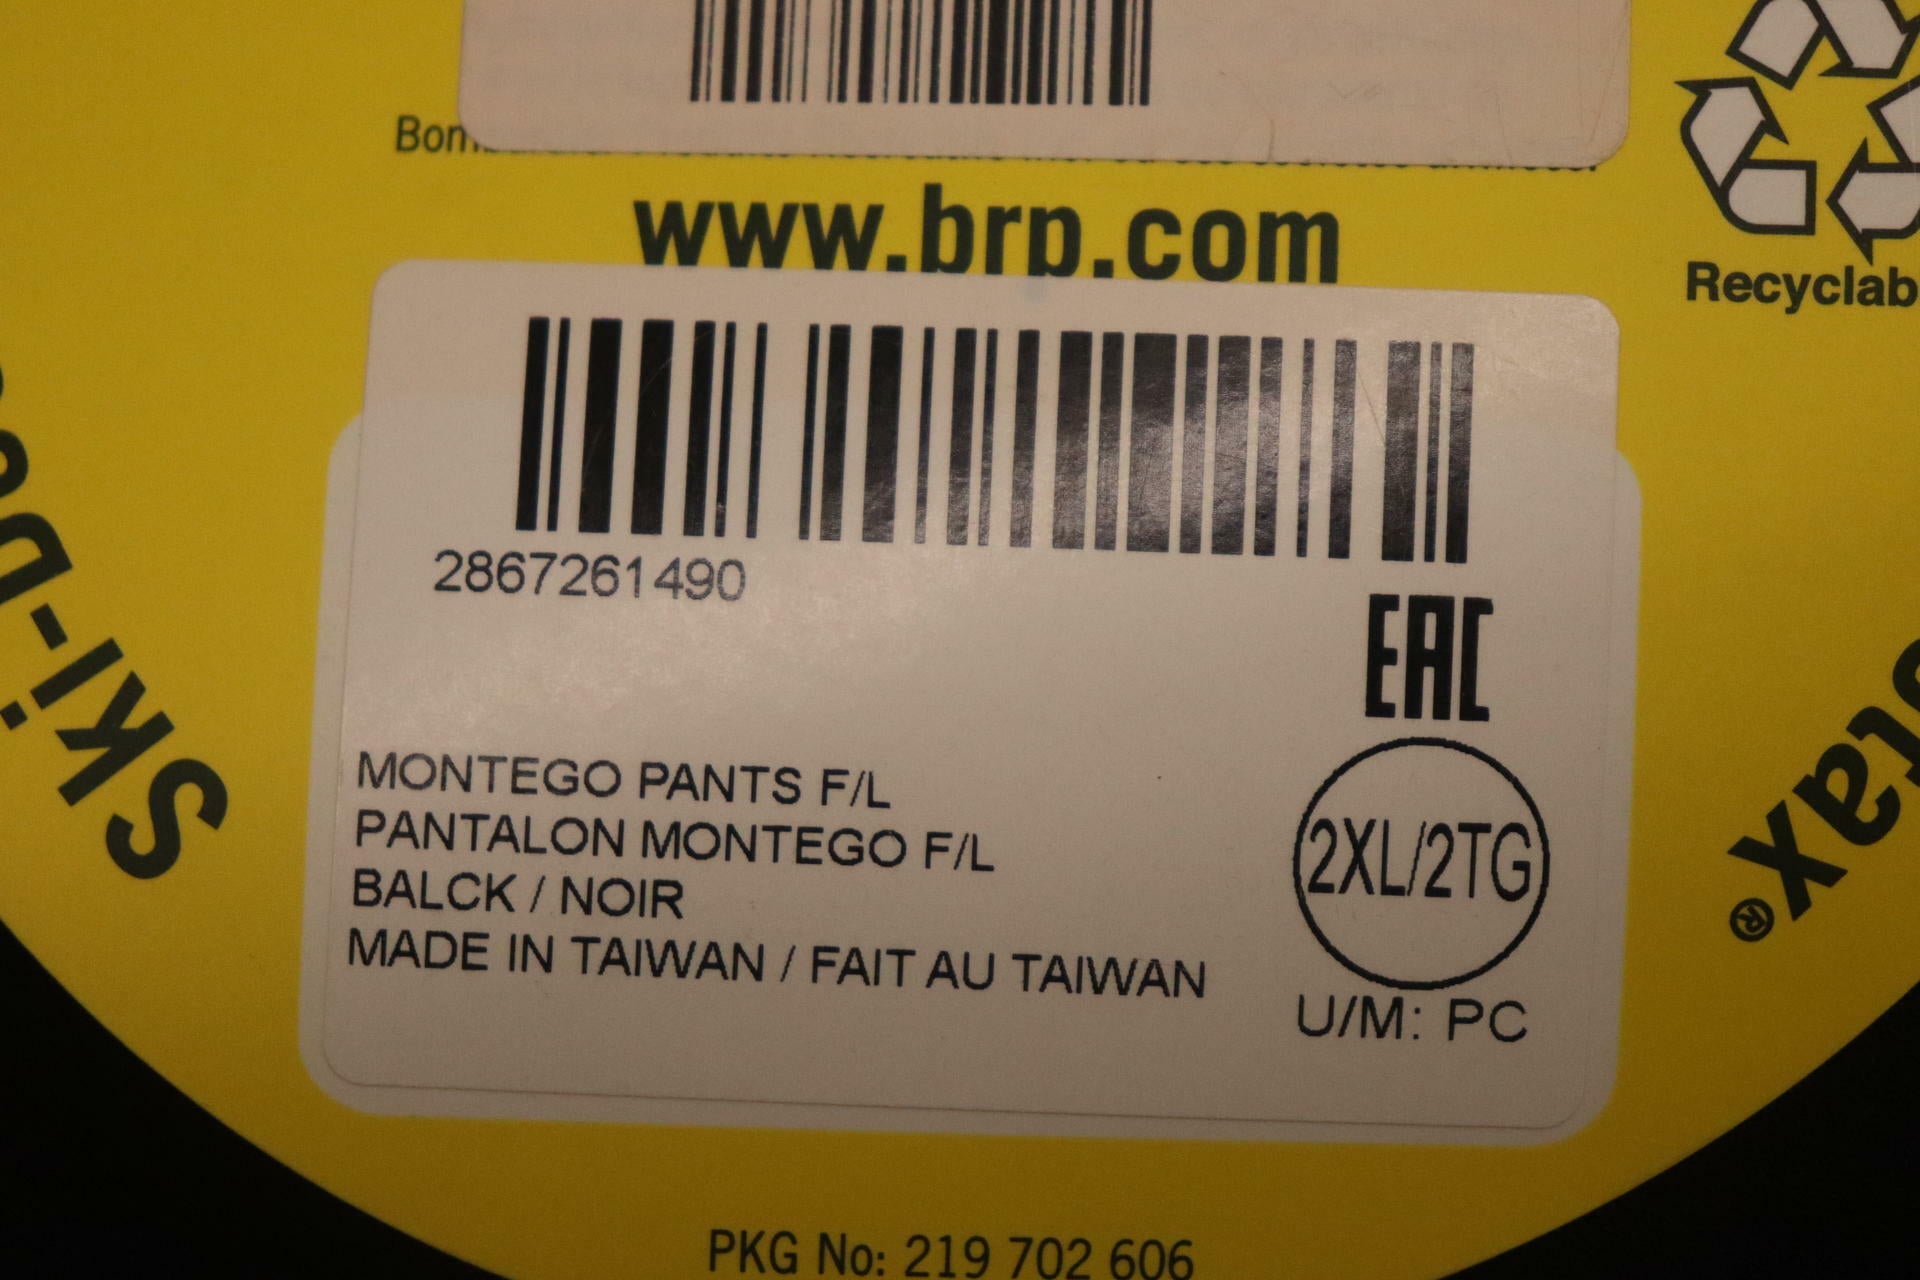 www.brp.com
Recyclab
2867261490
EAC
MONTEGO PANTS F/L
PANTALON MONTEGO F/L
BALCK / NOIR
MADE IN TAIWAN / FAIT AU TAIWAN
2XL/2TG
U/M: PC
Ski-Doo
otax®
PKG No: 219 702 606